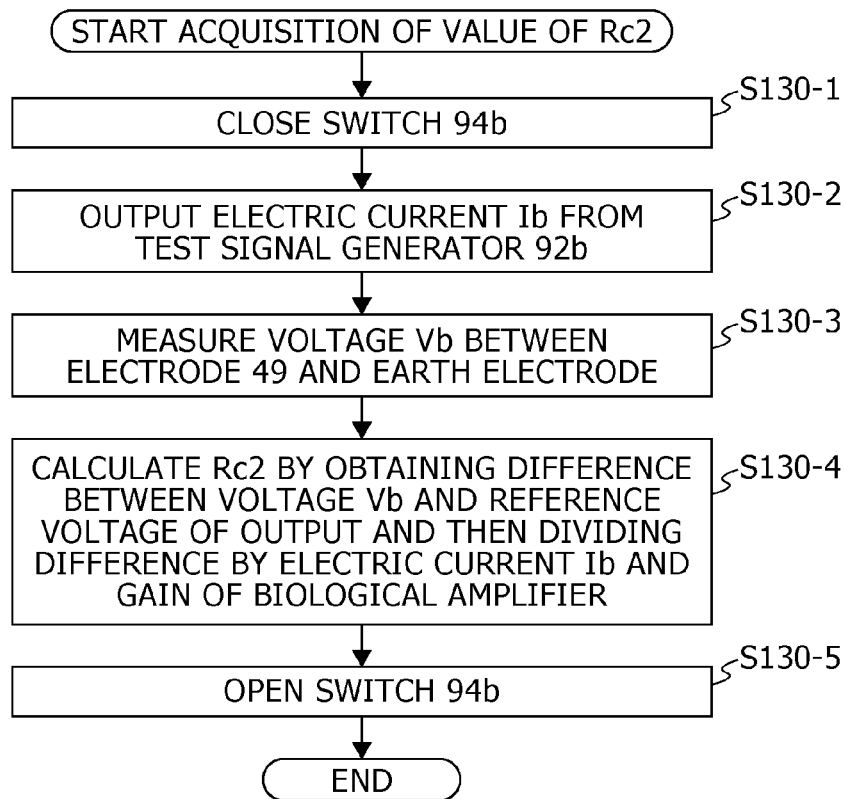 START ACQUISITION OF VALUE OF Rc2
S130-1
CLOSE SWITCH 94b
S130-2
OUTPUT ELECTRIC CURRENT Ib FROM
TEST SIGNAL GENERATOR 92b
S130-3
MEASURE VOLTAGE Vb BETWEEN
ELECTRODE 49 AND EARTH ELECTRODE
S130-4
CALCULATE Rc2 BY OBTAINING DIFFERENCE
BETWEEN VOLTAGE Vb AND REFERENCE
VOLTAGE OF OUTPUT AND THEN DIVIDING
DIFFERENCE BY ELECTRIC CURRENT Ib AND
GAIN OF BIOLOGICAL AMPLIFIER
S130-5
OPEN SWITCH 94b
END